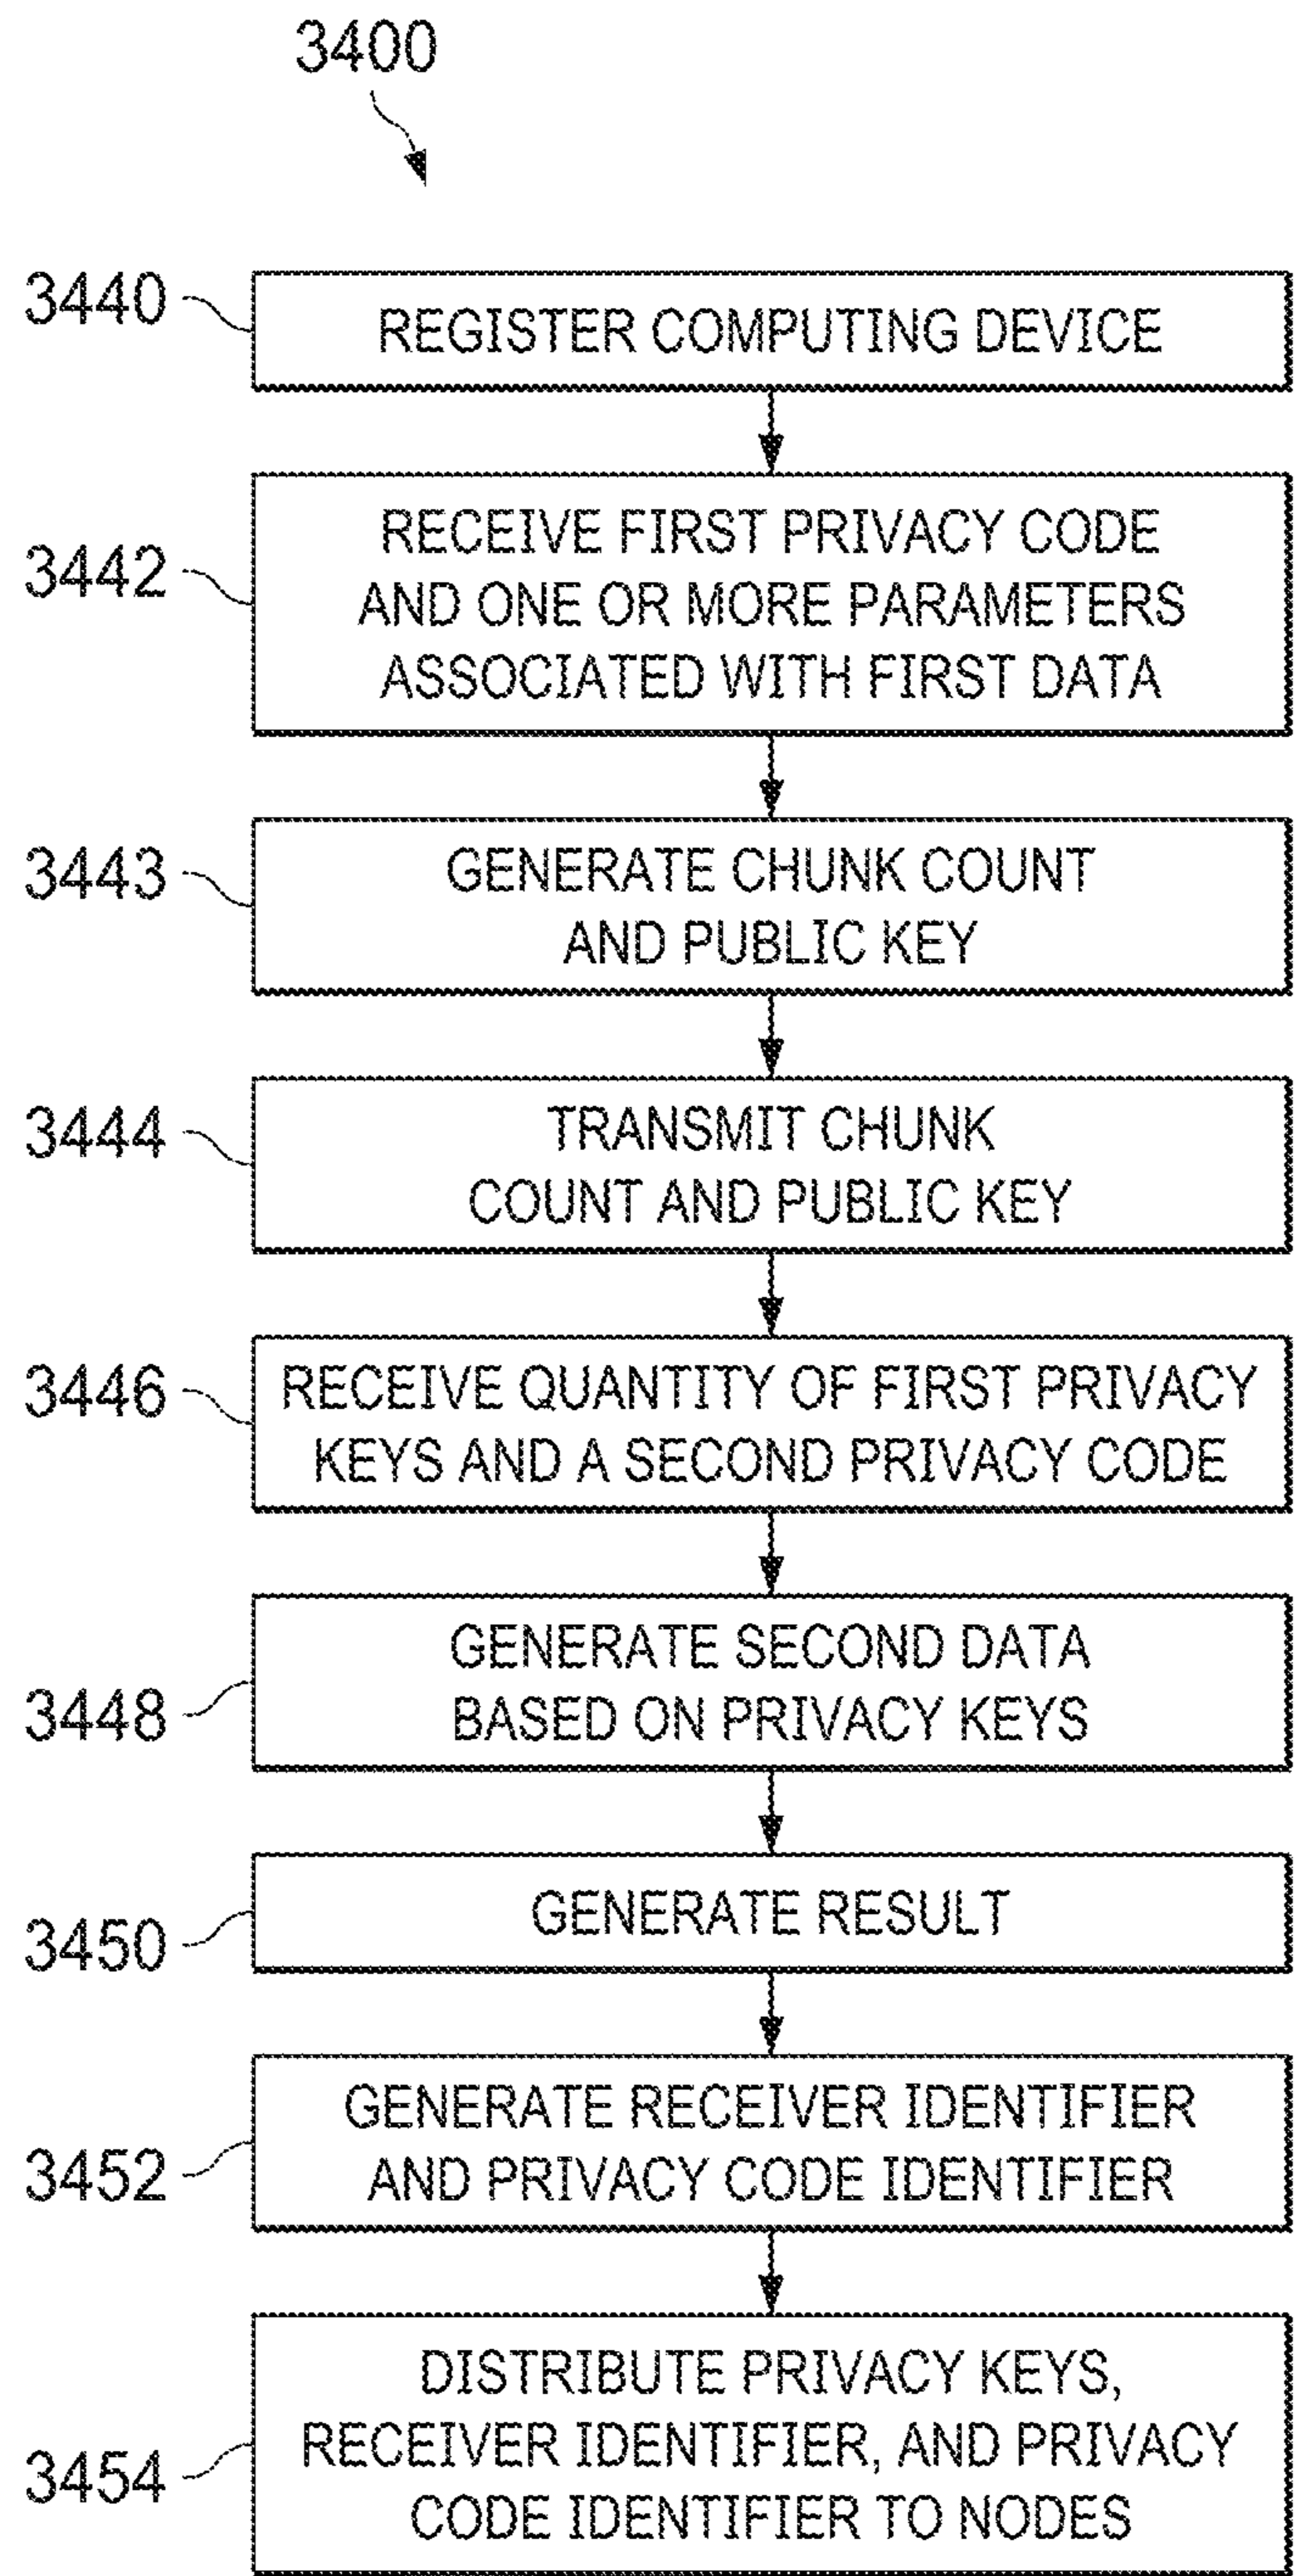 3400
3440
REGISTER COMPUTING DEVICE
3442
RECEIVE FIRST PRIVACY CODE
AND ONE OR MORE PARAMETERS
ASSOCIATED WITH FIRST DATA
3443
GENERATE CHUNK COUNT
AND PUBLIC KEY
3444
TRANSMIT CHUNK
COUNT AND PUBLIC KEY
3446
RECEIVE QUANTITY OF FIRST PRIVACY
KEYS AND A SECOND PRIVACY CODE
3448
GENERATE SECOND DATA
BASED ON PRIVACY KEYS
3450
GENERATE RESULT
3452
GENERATE RECEIVER IDENTIFIER
AND PRIVACY CODE IDENTIFIER
3454
DISTRIBUTE PRIVACY KEYS,
RECEIVER IDENTIFIER, AND PRIVACY
CODE IDENTIFIER TO NODES